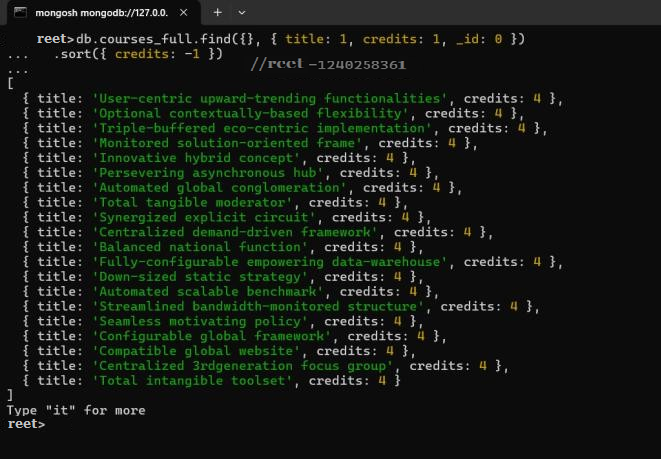 mongosh mongodb://127.0.0.
reet>db.courses_full.find({}, { title: 1, credits: 1, _id: 0 })
... .sort({ credits: -1 })
//reet -1240258361
...
[
{ title: 'User-centric upward-trending functionalities', credits: 4 },
{ title: 'Optional contextually-based flexibility', credits: 4 },
{ title: 'Triple-buffered eco-centric implementation', credits: 4 },
{ title: 'Monitored solution-oriented frame', credits: 4 },
{ title: 'Innovative hybrid concept', credits: 4 },
{ title: 'Persevering asynchronous hub', credits: 4 },
{ title: 'Automated global conglomeration', credits: 4 },
{ title: 'Total tangible moderator', credits: 4 },
{ title: 'Synergized explicit circuit', credits: 4 },
{ title: 'Centralized demand-driven framework', credits: 4 },
{ title: 'Balanced national function', credits: 4 },
{ title: 'Fully-configurable empowering data-warehouse', credits: 4 },
{ title: 'Down-sized static strategy', credits: 4 },
{ title: 'Automated scalable benchmark', credits: 4 },
{ title: 'Streamlined bandwidth-monitored structure', credits: 4 },
{ title: 'Seamless motivating policy', credits: 4 },
{ title: 'Configurable global framework', credits: 4 },
{ title: 'Compatible global website', credits: 4 },
{ title: 'Centralized 3rdgeneration focus group', credits: 4 },
{ title: 'Total intangible toolset', credits: 4 }
]
Type "it" for more
reet>